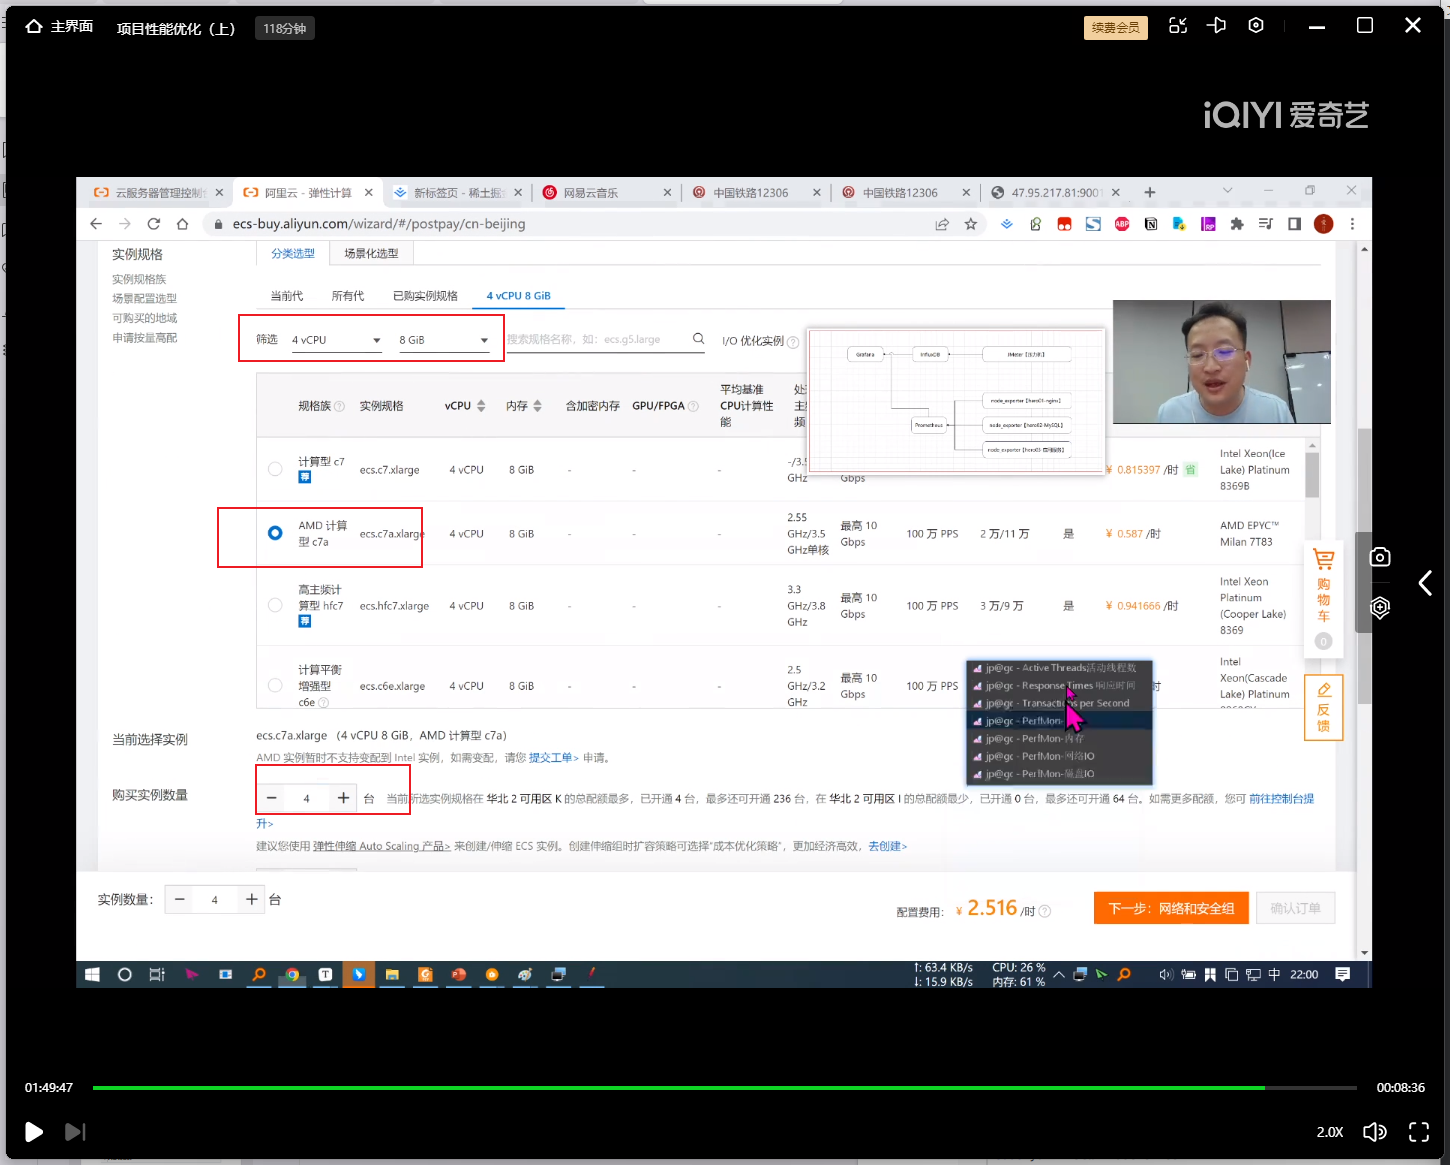 主界面 项目性能优化（上） 118分钟
续费会员
iQIYI 爱奇艺
云服务器管理控制
阿里云 - 弹性计算
新标签页 - 稀土掘
网易云音乐
中国铁路12306
中国铁路12306
47.95.217.81:9001
ecs-buy.aliyun.com/wizard/#/postpay/cn-beijing
实例规格
实例规格族
场景配置选型
可购买的地域
申请按量高配
分类选型 场景化选型
当前代 所有代 已购实例规格 4 vCPU 8 GiB
筛选 4 vCPU 8 GiB 搜索规格名称，如：ecs.g5.large I/O 优化实例
规格族 实例规格 vCPU 内存 含加密内存 GPU/FPGA 平均基准CPU计算性能
Grafana InfluxDB
Prometheus
计算型 c7 荐 ecs.c7.xlarge 4 vCPU 8 GiB - - - -/3.5 GHz Gbps ¥ 0.815397 /时 省 Intel Xeon(Ice Lake) Platinum 8369B
AMD 计算型 c7a ecs.c7a.xlarge 4 vCPU 8 GiB - - - 2.55 GHz/3.5 GHz单核 最高 10 Gbps 100 万 PPS 2 万/11 万 是 ¥ 0.587 /时 AMD EPYC™ Milan 7T83
高主频计算型 hfc7 荐 ecs.hfc7.xlarge 4 vCPU 8 GiB - - - 3.3 GHz/3.8 GHz 最高 10 Gbps 100 万 PPS 3 万/9 万 是 ¥ 0.941666 /时 Intel Xeon Platinum (Cooper Lake) 8369
计算平衡增强型 c6e ecs.c6e.xlarge 4 vCPU 8 GiB - - - 2.5 GHz/3.2 GHz 最高 10 Gbps 100 万 PPS 时 Intel Xeon(Cascade Lake) Platinum
jp@gc - Active Threads活动线程数
jp@gc - Response Times 响应时间
jp@gc - Transactions per Second
jp@gc - PerfMon-
jp@gc - PerfMon-内存
jp@gc - PerfMon-网络IO
jp@gc - PerfMon-磁盘IO
购物车
0
反馈
当前选择实例 ecs.c7a.xlarge （4 vCPU 8 GiB，AMD 计算型 c7a）
AMD 实例暂时不支持变配到 Intel 实例，如需变配，请您 提交工单> 申请。
购买实例数量 − 4 + 台 当前所选实例规格在 华北 2 可用区 K 的总配额最多，已开通 4 台，最多还可开通 236 台，在 华北 2 可用区 I 的总配额最少，已开通 0 台，最多还可开通 64 台。如需更多配额，您可 前往控制台提
升>
建议您使用 弹性伸缩 Auto Scaling 产品> 来创建/伸缩 ECS 实例。创建伸缩组时扩容策略可选择“成本优化策略”，更加经济高效，去创建>
实例数量： − 4 + 台
配置费用： ¥ 2.516 /时
下一步：网络和安全组 确认订单
↑: 63.4 KB/s CPU: 26 %
↓: 15.9 KB/s 内存: 61 %
中 22:00
01:49:47
00:08:36
2.0X